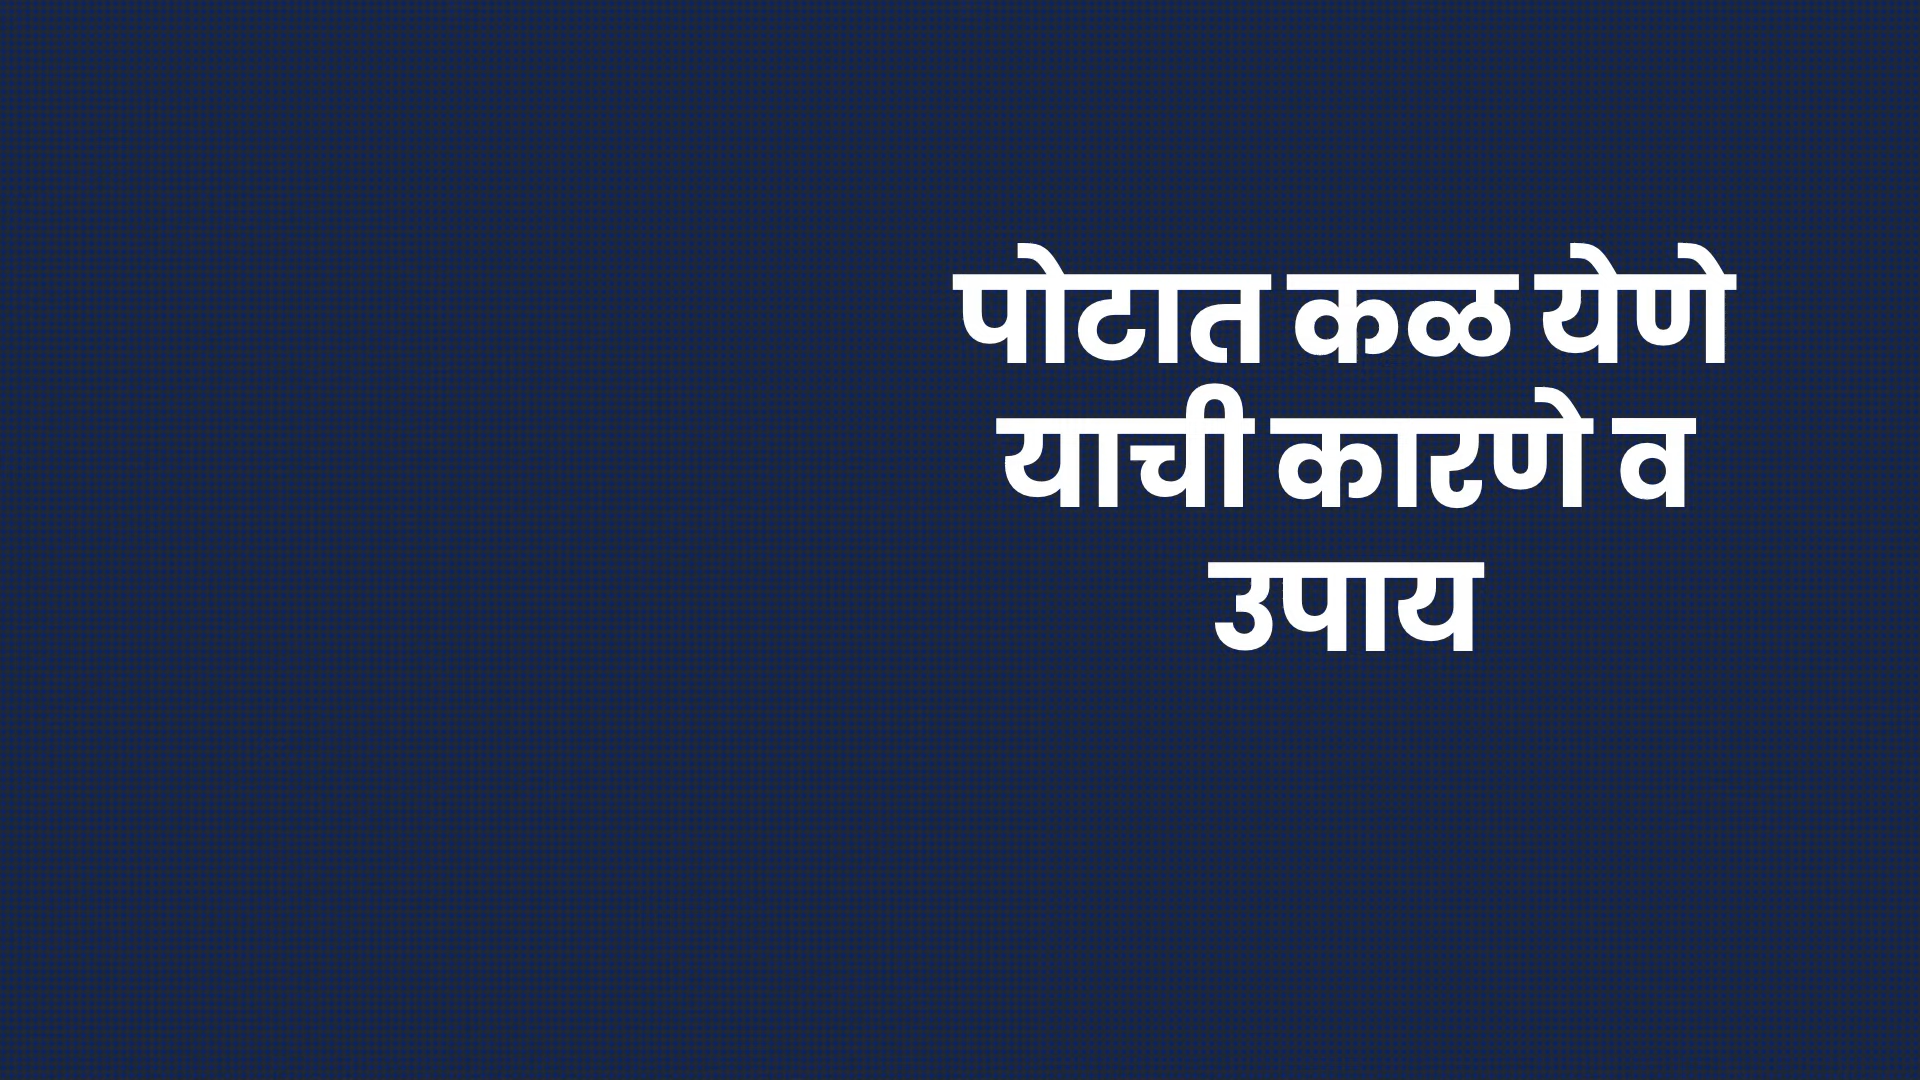 पोटात कळ येणे
याची कारणे व
उपाय